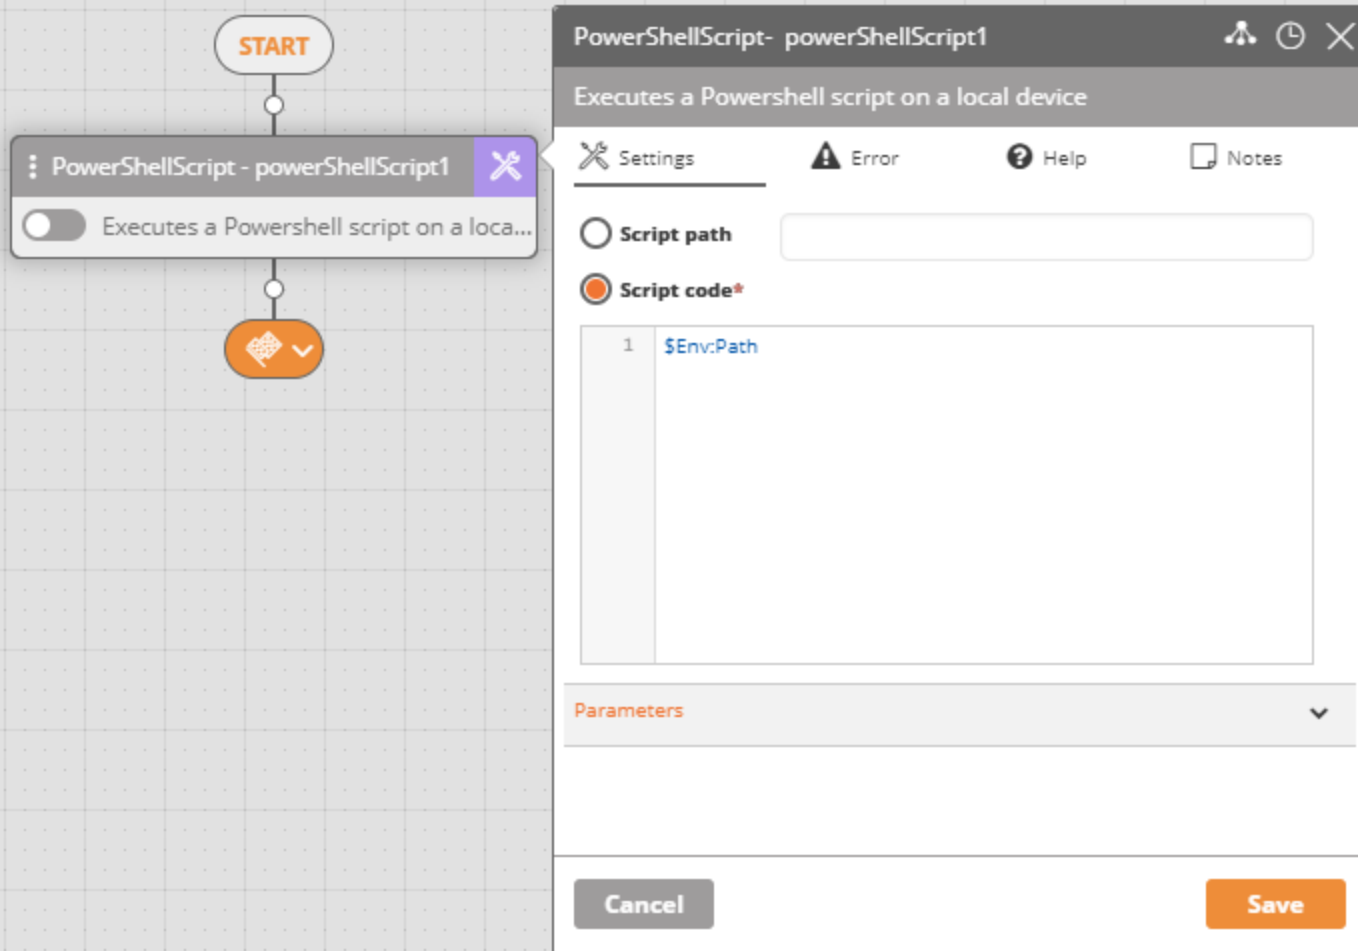 START
PowerShellScript - powerShellScript1
Executes a Powershell script on a loca...
PowerShellScript- powerShellScript1
Executes a Powershell script on a local device
Settings
Error
Help
Notes
Script path
Script code*
1 $Env:Path
Parameters
Cancel
Save